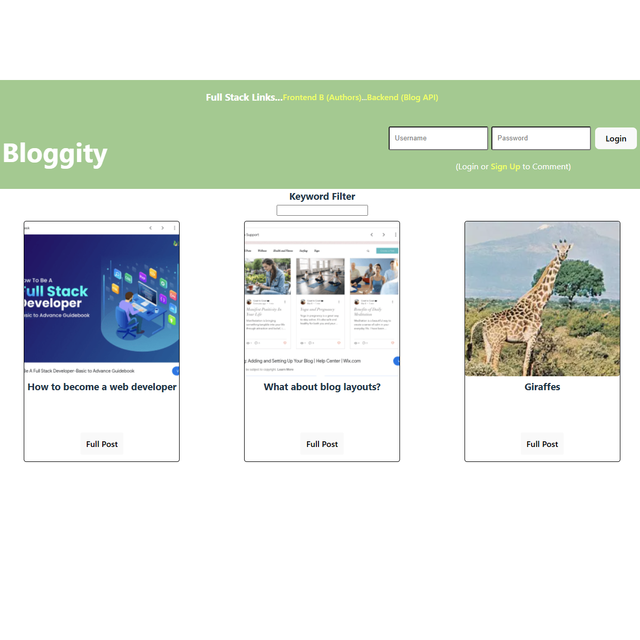 Full Stack Links...Frontend B (Authors)...Backend (Blog API)
Bloggity
Username
Password
Login
(Login or Sign Up to Comment)
Keyword Filter
ow To Be A
Full Stack
Developer
asic to Advance Guidebook
Be A Full Stack Developer-Basic to Advance Guidebook
How to become a web developer
Full Post
Support
Adding and Setting Up Your Blog | Help Center | Wix.com
What about blog layouts?
Full Post
Giraffes
Full Post